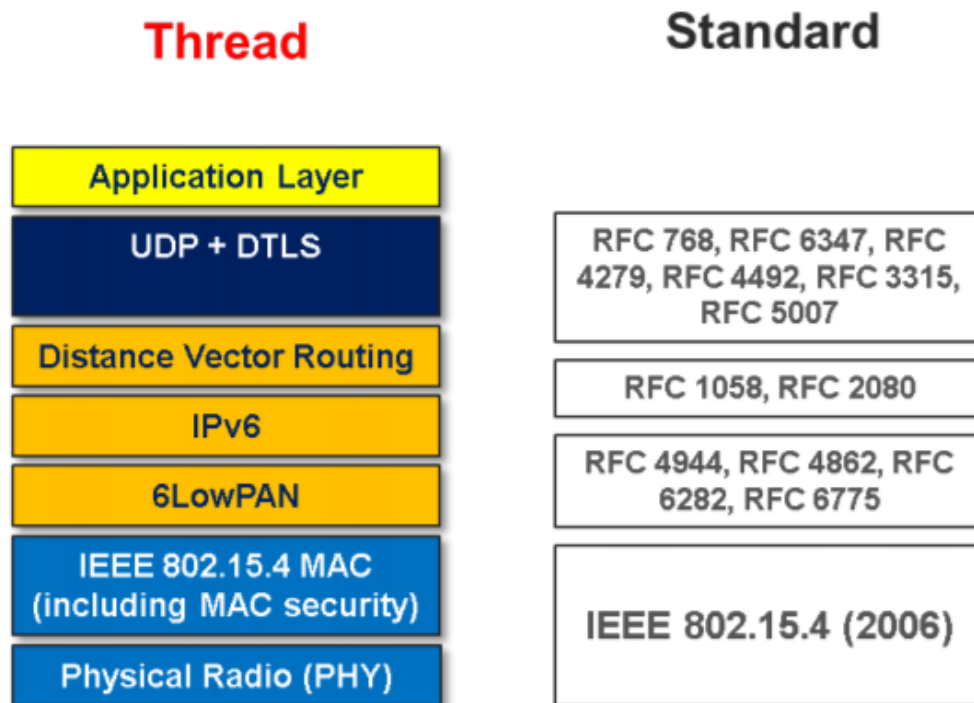 Thread
Standard
Application Layer
UDP + DTLS
RFC 768, RFC 6347, RFC
4279, RFC 4492, RFC 3315,
RFC 5007
Distance Vector Routing
RFC 1058, RFC 2080
IPv6
RFC 4944, RFC 4862, RFC
6282, RFC 6775
6LowPAN
IEEE 802.15.4 MAC
(including MAC security)
IEEE 802.15.4 (2006)
Physical Radio (PHY)